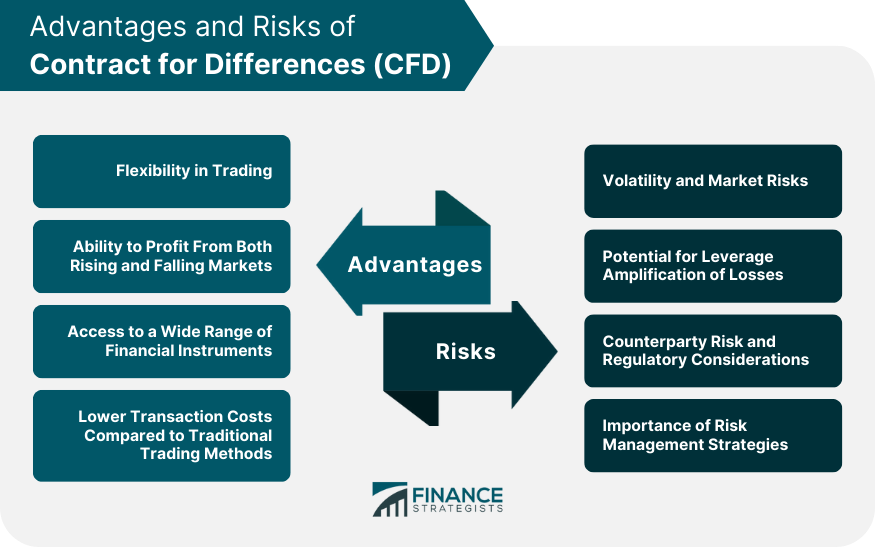 Advantages and Risks of
Contract for Differences (CFD)
Flexibility in Trading
Ability to Profit From Both
Rising and Falling Markets
Access to a Wide Range of
Financial Instruments
Lower Transaction Costs
Compared to Traditional
Trading Methods
Advantages
Risks
Volatility and Market Risks
Potential for Leverage
Amplification of Losses
Counterparty Risk and
Regulatory Considerations
Importance of Risk
Management Strategies
FINANCE
STRATEGISTS